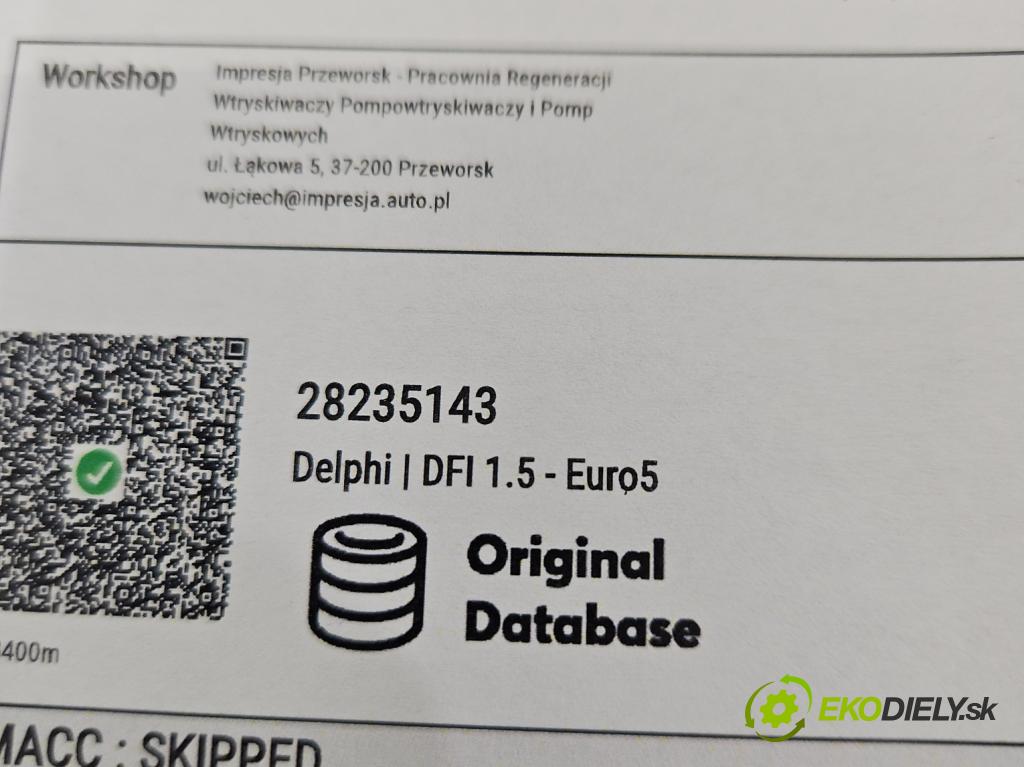 Workshop
Impresja Przeworsk - Pracownia Regeneracji
Wtryskiwaczy Pompowtryskiwaczy i Pomp
Wtryskowych
ul. Łąkowa 5, 37-200 Przeworsk
wojciech@impresja.auto.pl
28235143
Delphi | DFI 1.5 - Euro5
Original
Database
400m
MACC : SKIPPED
EKODIELY.sk